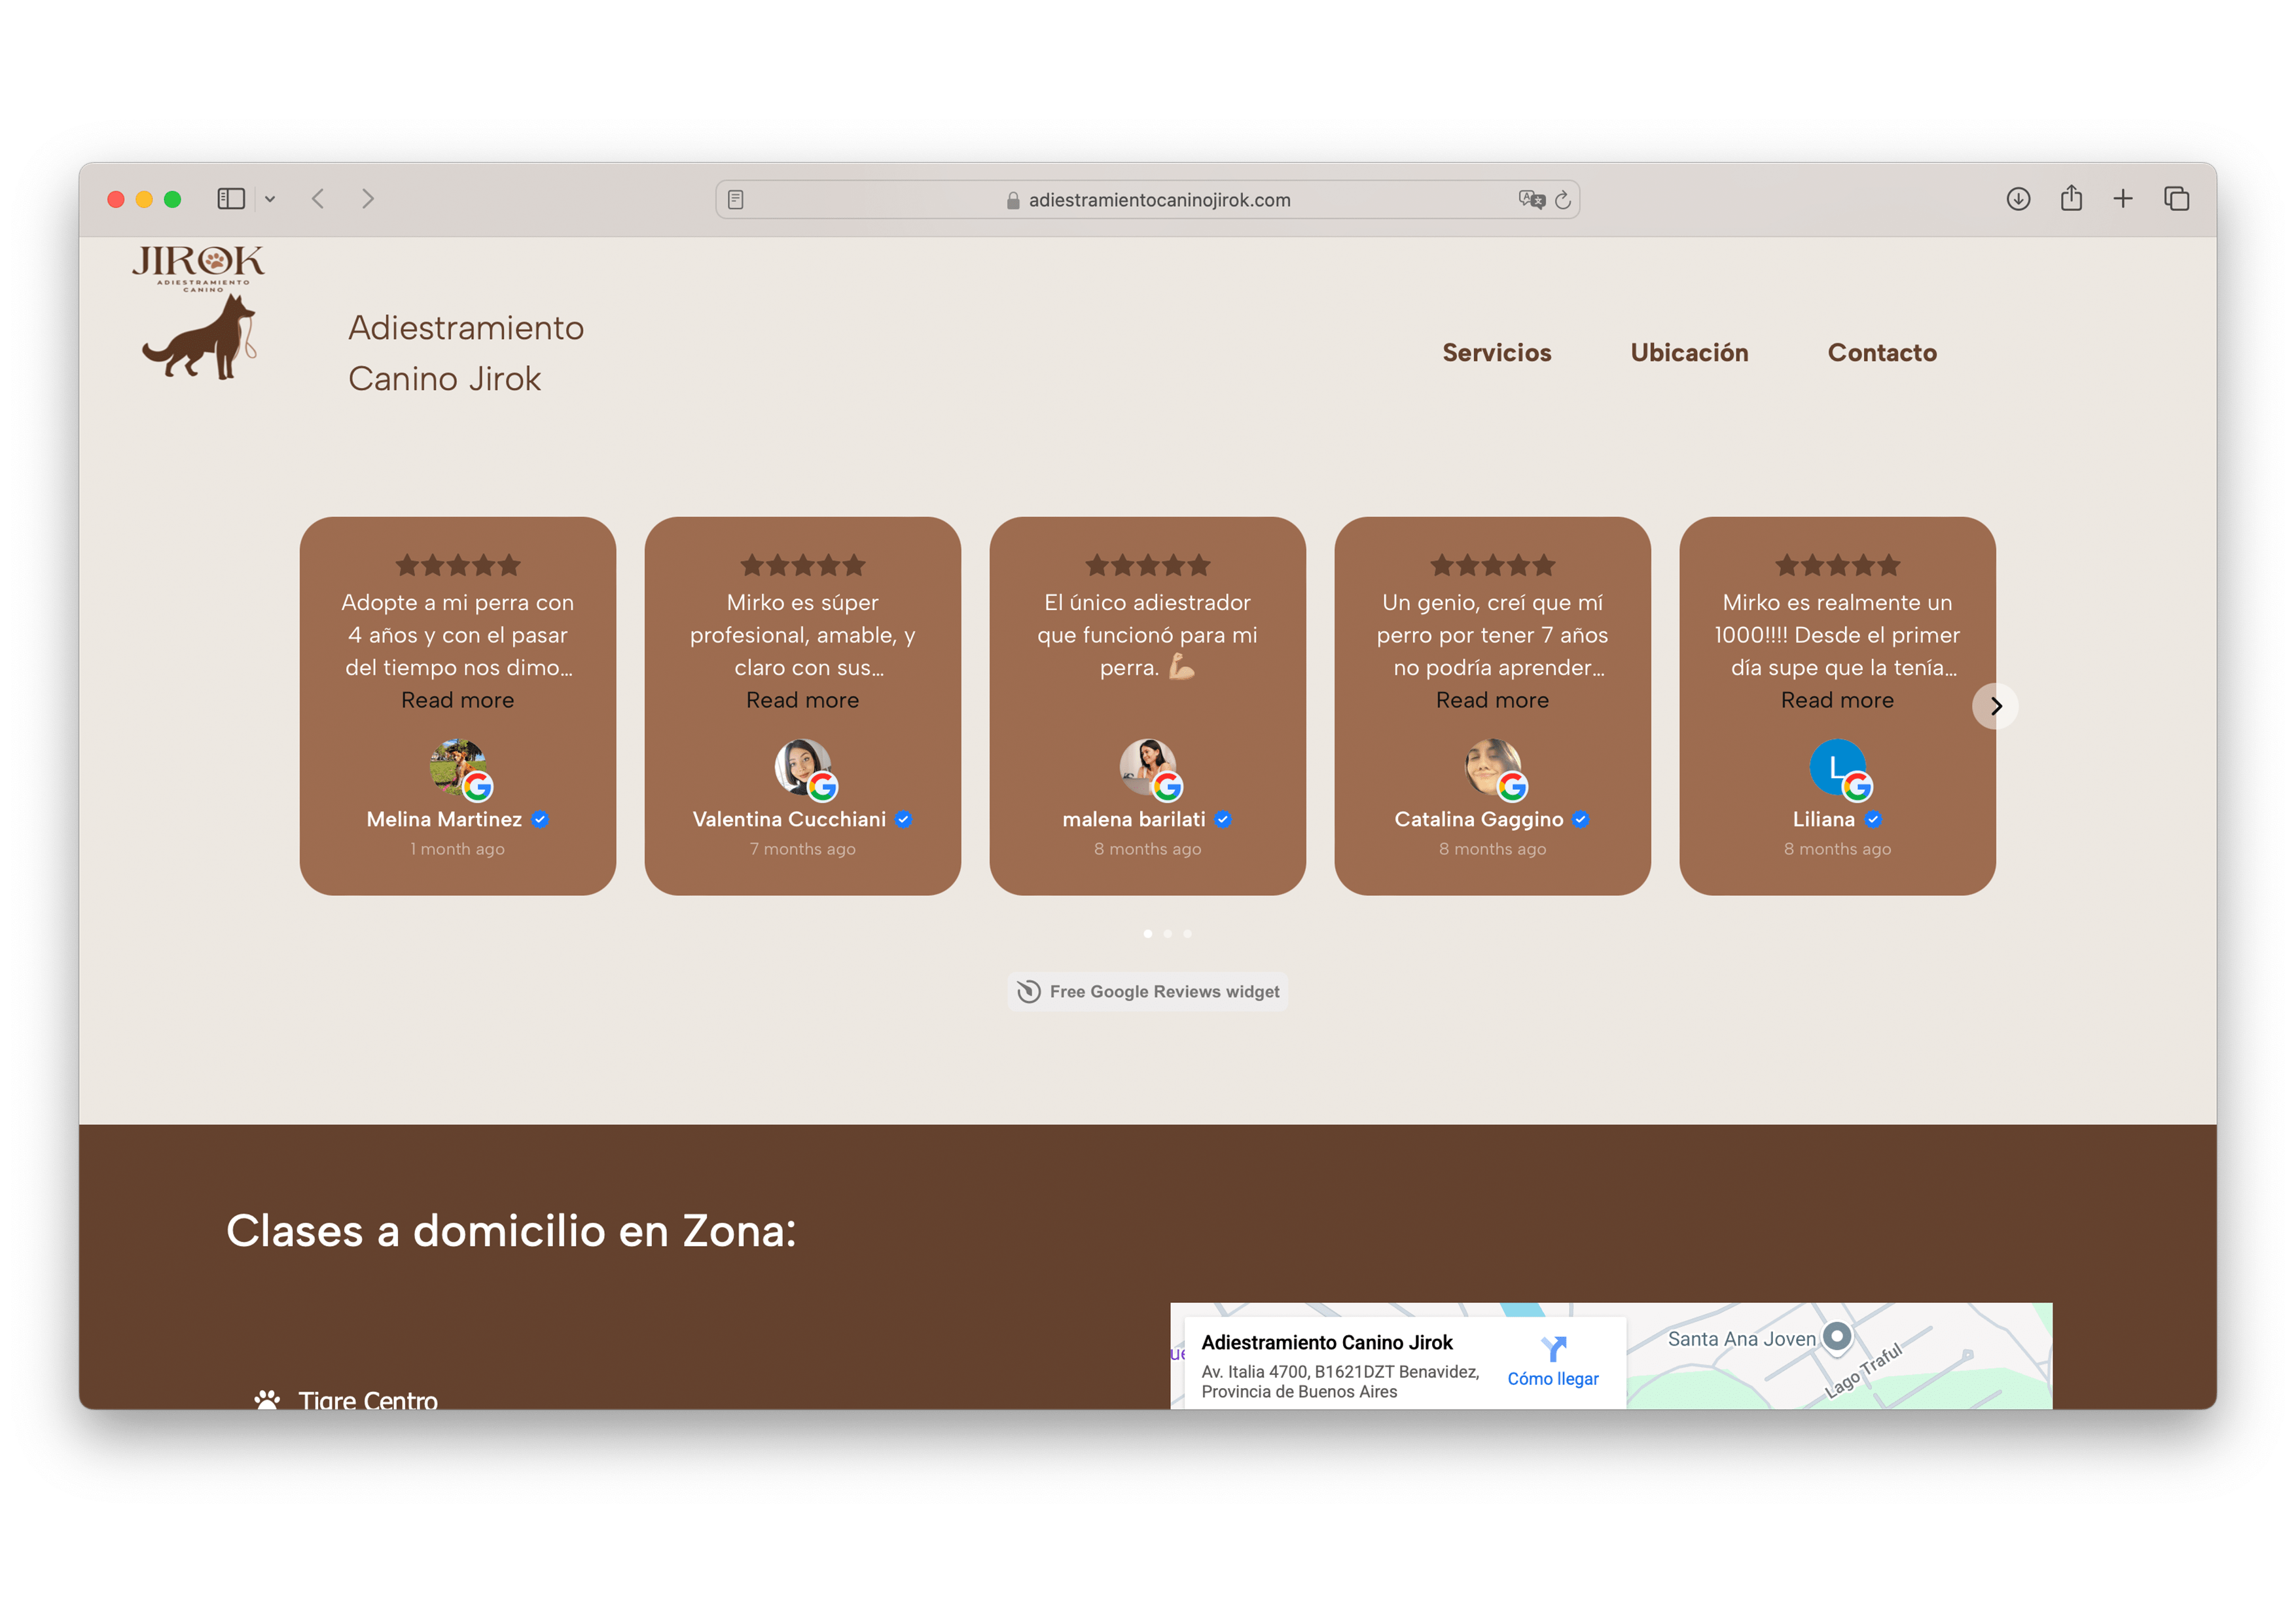 adiestramientocaninojirok.com
JIROK
ADIESTRAMIENTO
CANINO
Adiestramiento
Canino Jirok
Servicios
Ubicación
Contacto
Adopte a mi perra con
4 años y con el pasar
del tiempo nos dimo...
Read more
Melina Martinez
1 month ago
Mirko es súper
profesional, amable, y
claro con sus...
Read more
Valentina Cucchiani
7 months ago
El único adiestrador
que funcionó para mi
perra. 💪🏼
malena barilati
8 months ago
Un genio, creí que mí
perro por tener 7 años
no podría aprender...
Read more
Catalina Gaggino
8 months ago
Mirko es realmente un
1000!!!! Desde el primer
día supe que la tenía...
Read more
L
Liliana
8 months ago
Free Google Reviews widget
Clases a domicilio en Zona:
Tigre Centro
Adiestramiento Canino Jirok
Av. Italia 4700, B1621DZT Benavidez,
Provincia de Buenos Aires
Cómo llegar
Santa Ana Joven
Lago Traful